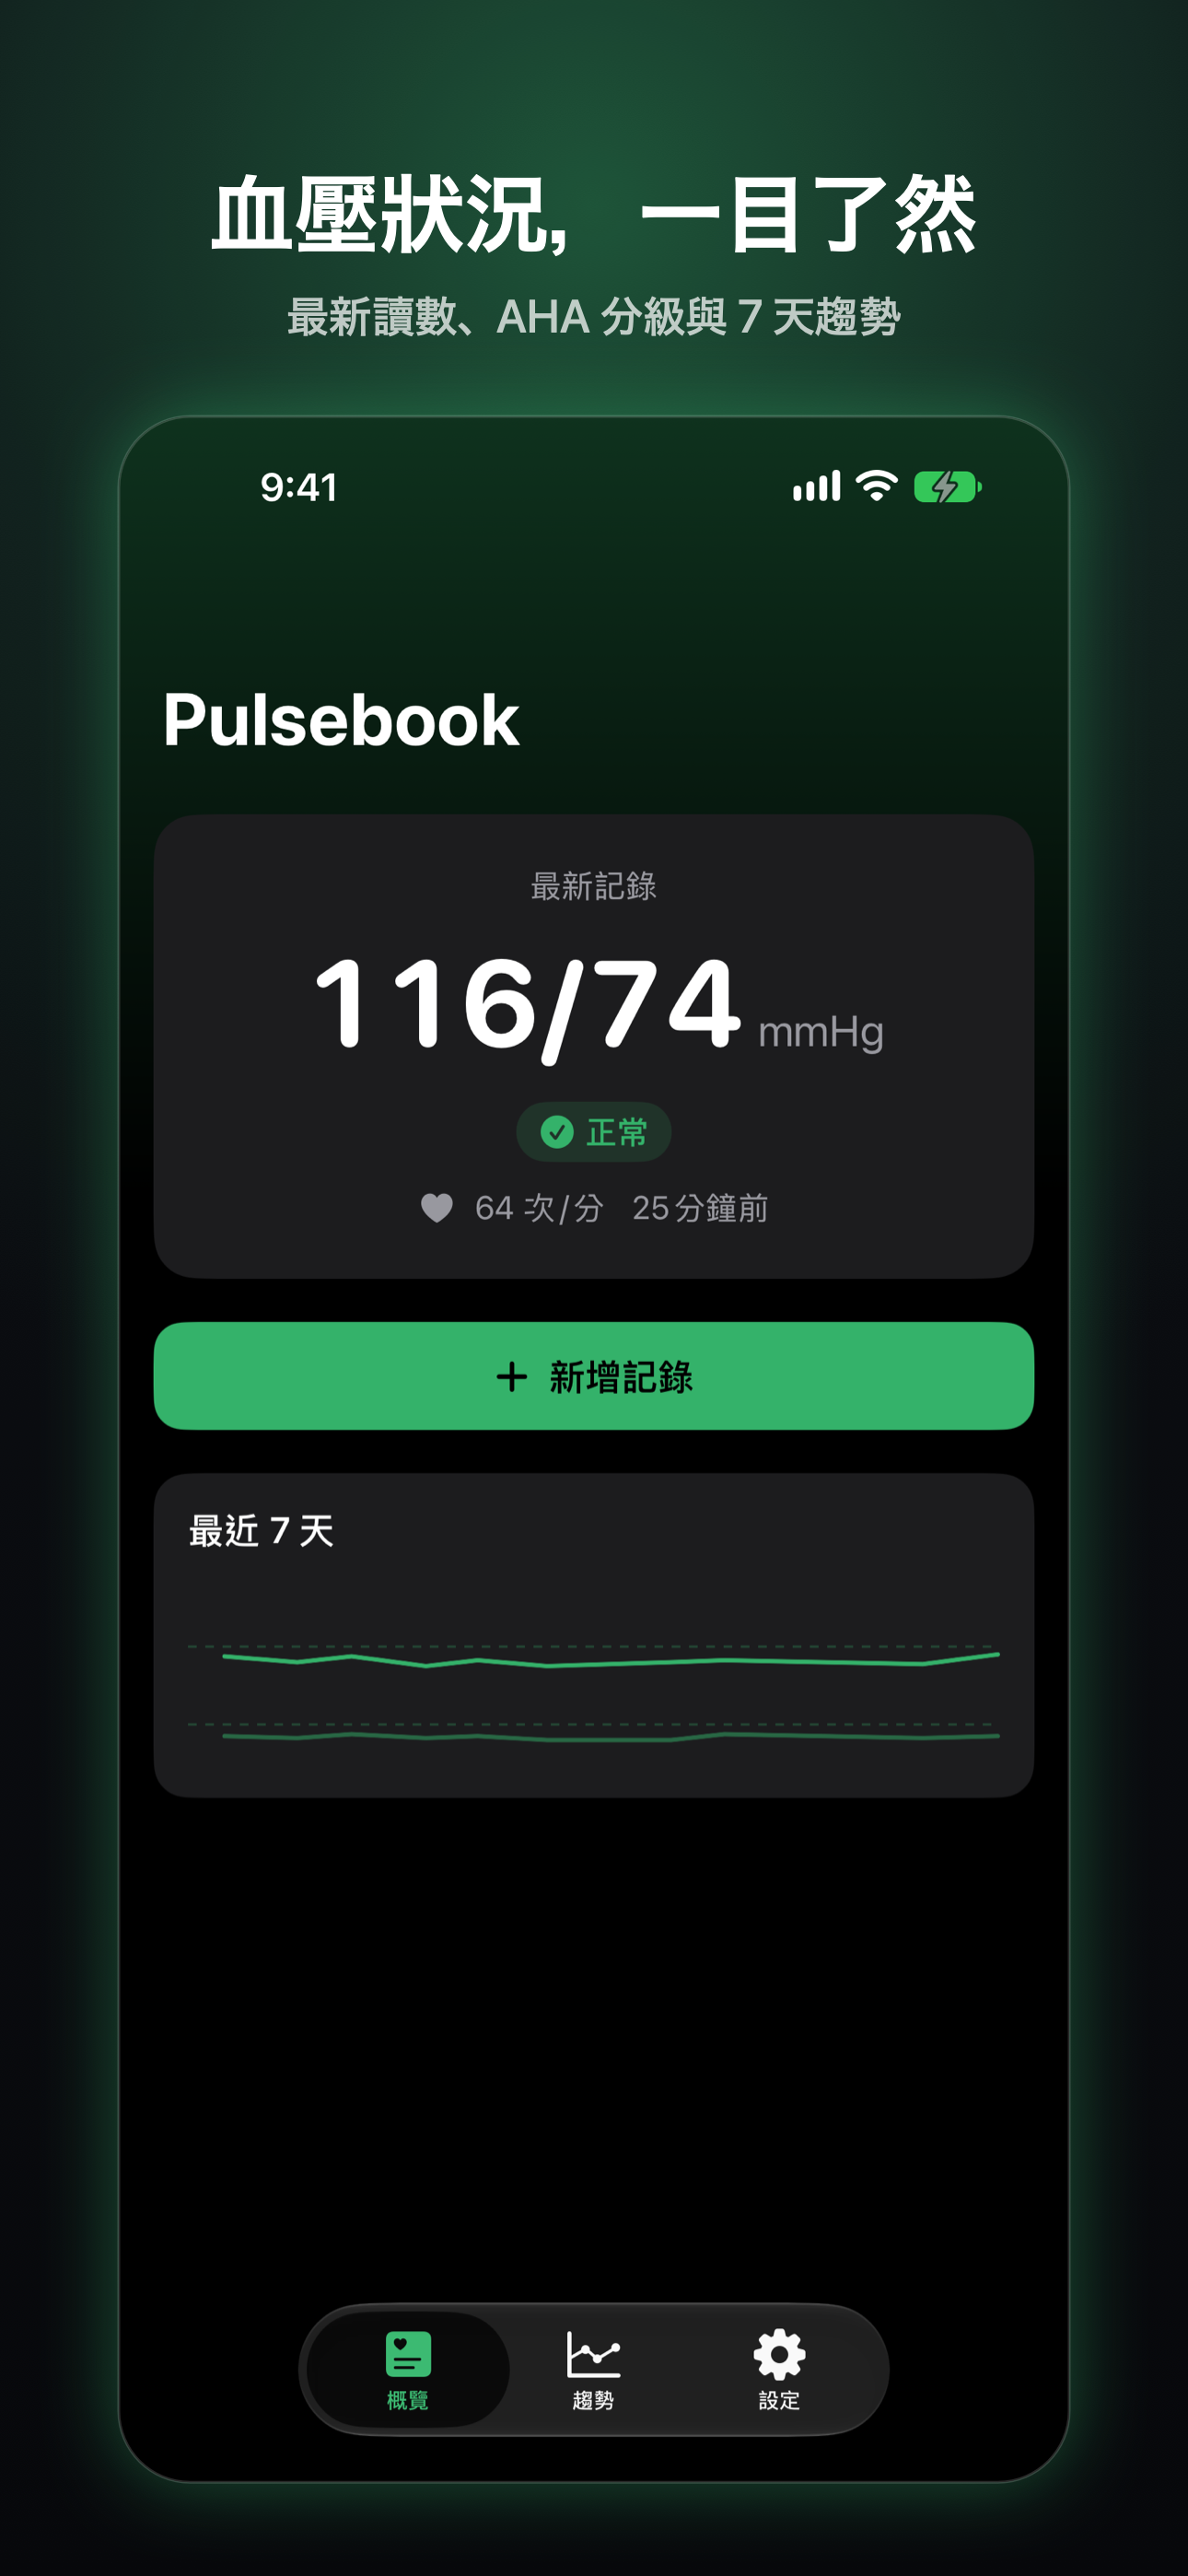 血壓狀況，一目了然
最新讀數、AHA 分級與 7 天趨勢
9:41
Pulsebook
最新記錄
116/74 mmHg
正常
64 次/分 25分鐘前
+ 新增記錄
最近 7 天
概覽 趨勢 設定